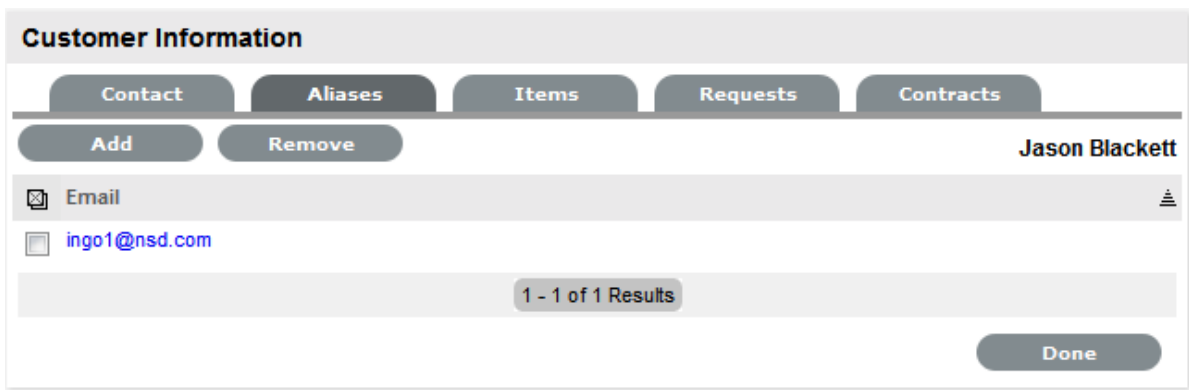 Customer Information
Contact Aliases Items Requests Contracts
Add Remove Jason Blackett
Email
ingo1@nsd.com
1 - 1 of 1 Results
Done